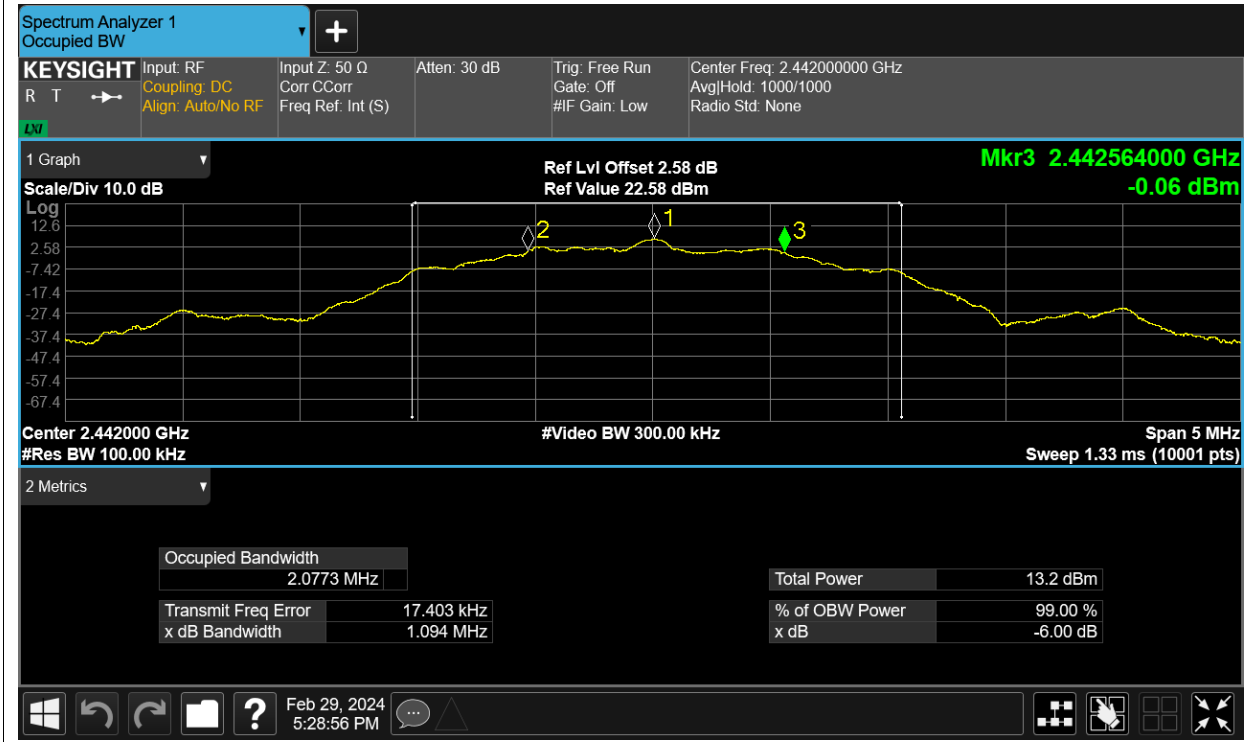 Spectrum Analyzer 1
Occupied BW
KEYSIGHT
R T
LXI
Input: RF
Coupling: DC
Align: Auto/No RF
Input Z: 50 Ω
Corr CCorr
Freq Ref: Int (S)
Atten: 30 dB
Trig: Free Run
Gate: Off
#IF Gain: Low
Center Freq: 2.442000000 GHz
Avg|Hold: 1000/1000
Radio Std: None
1 Graph
Scale/Div 10.0 dB
Ref Lvl Offset 2.58 dB
Ref Value 22.58 dBm
Mkr3 2.442564000 GHz
-0.06 dBm
Log
12.6
2.58
-7.42
-17.4
-27.4
-37.4
-47.4
-57.4
-67.4
2
1
3
Center 2.442000 GHz
#Video BW 300.00 kHz
Span 5 MHz
#Res BW 100.00 kHz
Sweep 1.33 ms (10001 pts)
2 Metrics
Occupied Bandwidth
2.0773 MHz
Transmit Freq Error 17.403 kHz
x dB Bandwidth 1.094 MHz
Total Power 13.2 dBm
% of OBW Power 99.00 %
x dB -6.00 dB
?
Feb 29, 2024
5:28:56 PM